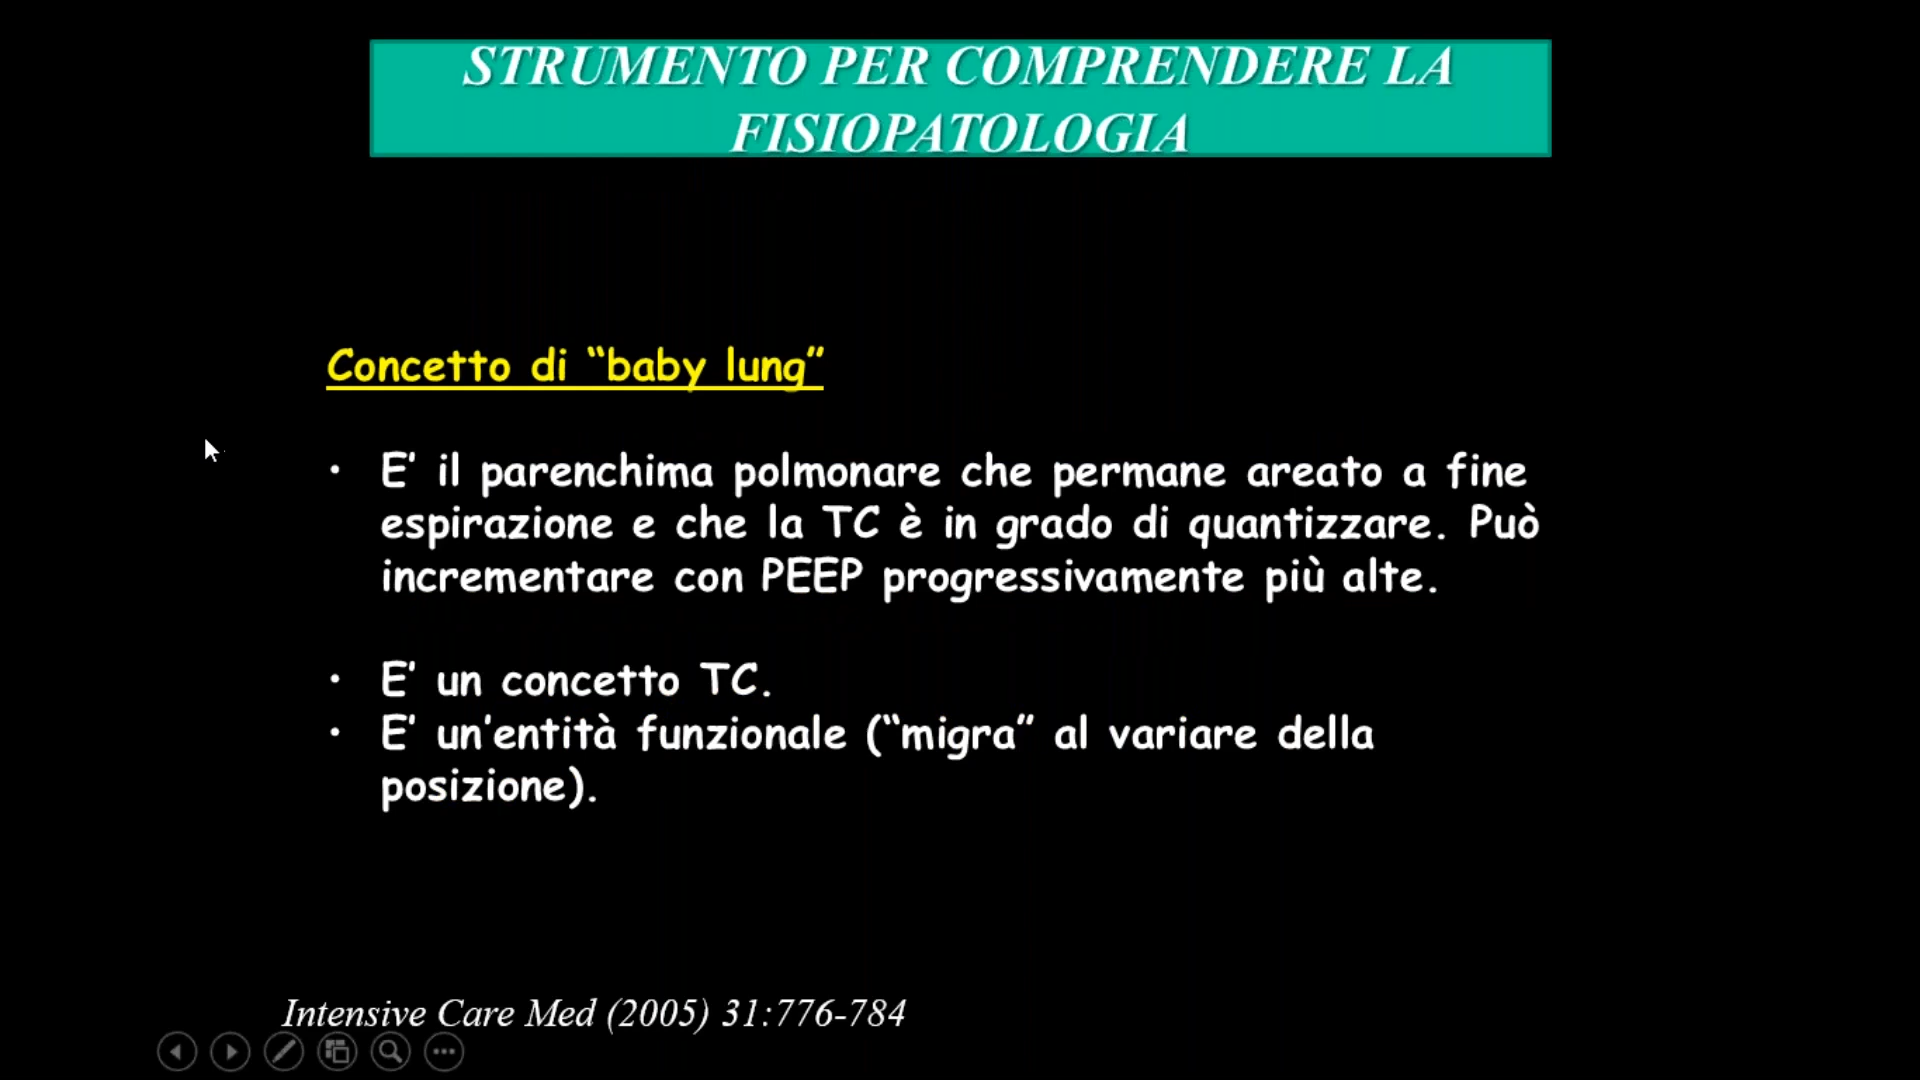 STRUMENTO PER COMPRENDERE LA
FISIOPATOLOGIA
Concetto di “baby lung”
• E’ il parenchima polmonare che permane areato a fine
espirazione e che la TC è in grado di quantizzare. Può
incrementare con PEEP progressivamente più alte.
• E’ un concetto TC.
• E’ un’entità funzionale (“migra” al variare della
posizione).
Intensive Care Med (2005) 31:776-784